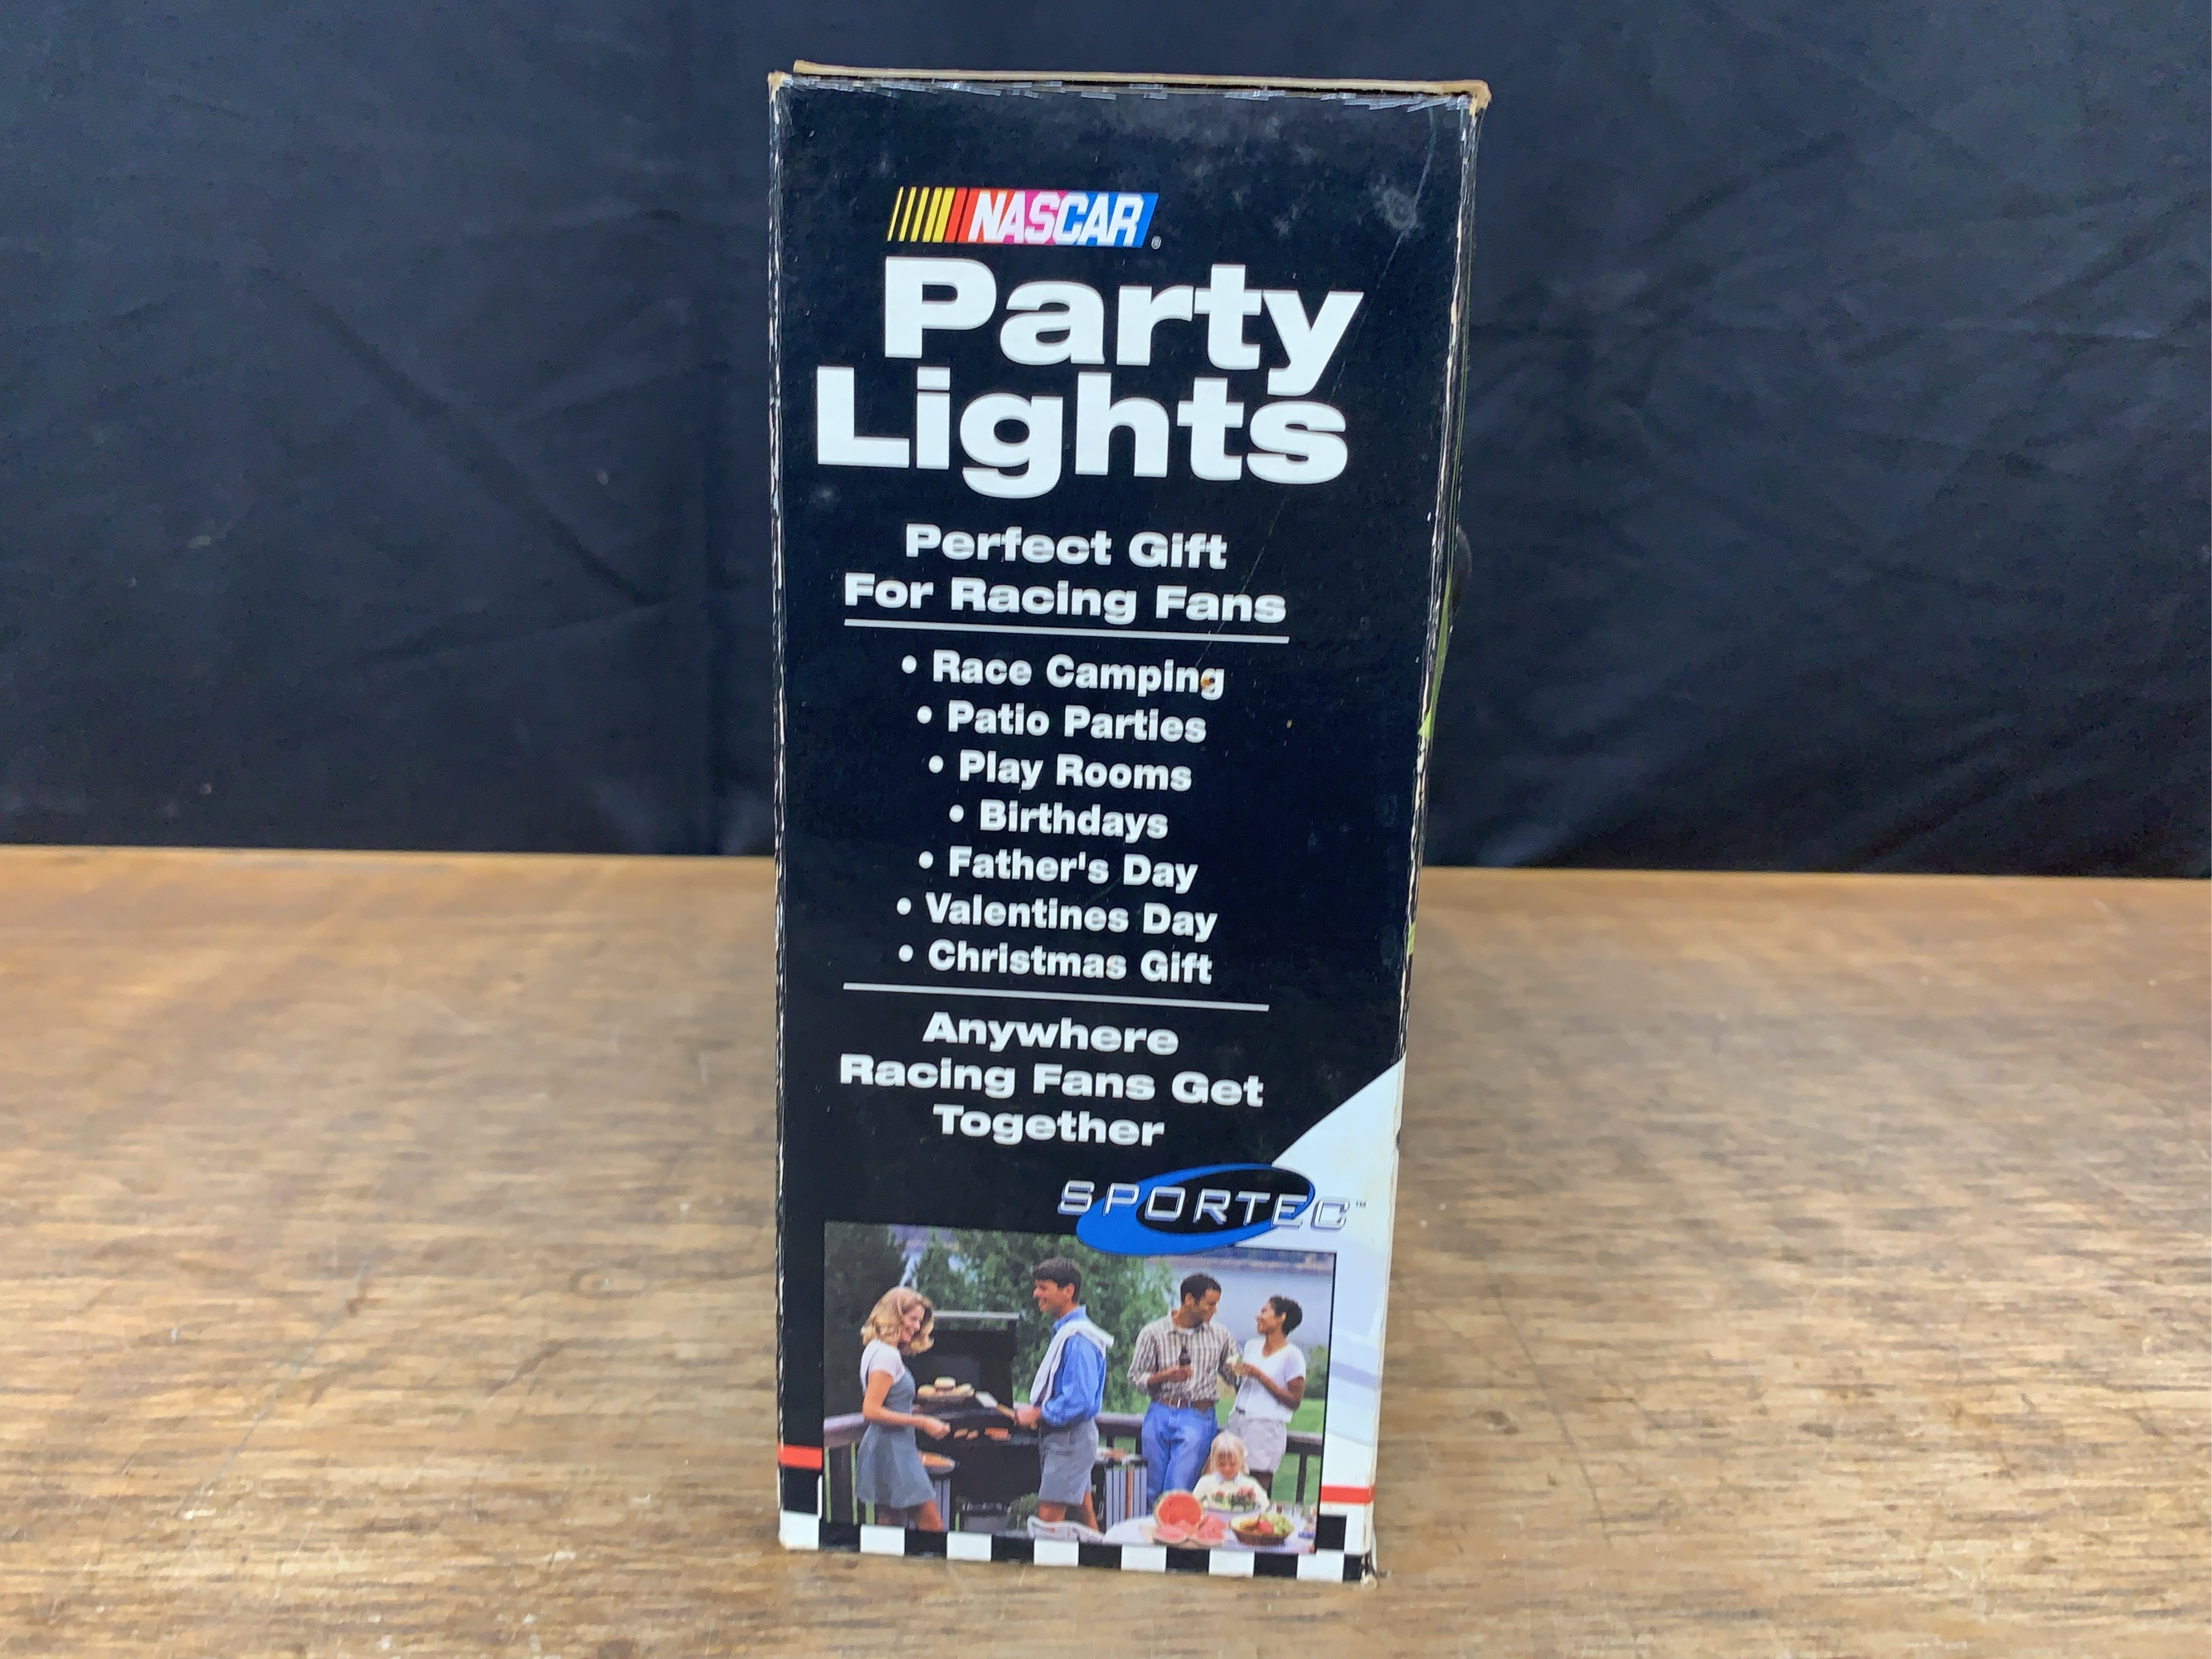 NASCAR®
Party
Lights
Perfect Gift
For Racing Fans
• Race Camping
• Patio Parties
• Play Rooms
• Birthdays
• Father's Day
• Valentines Day
• Christmas Gift
Anywhere
Racing Fans Get
Together
SPORTEC™